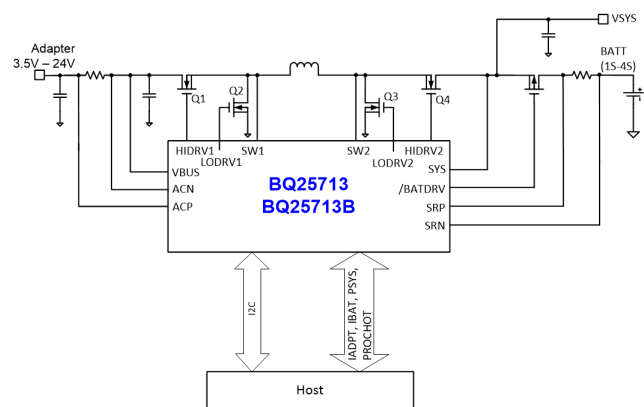 VSYS
Adapter
3.5V – 24V
BATT
(1S-4S)
Q1
Q2
Q3
Q4
HIDRV1
SW1
SW2
HIDRV2
LODRV1
LODRV2
VBUS
ACN
ACP
BQ25713
BQ25713B
SYS
/BATDRV
SRP
SRN
I2C
IADPT, IBAT, PSYS,
PROCHOT
Host